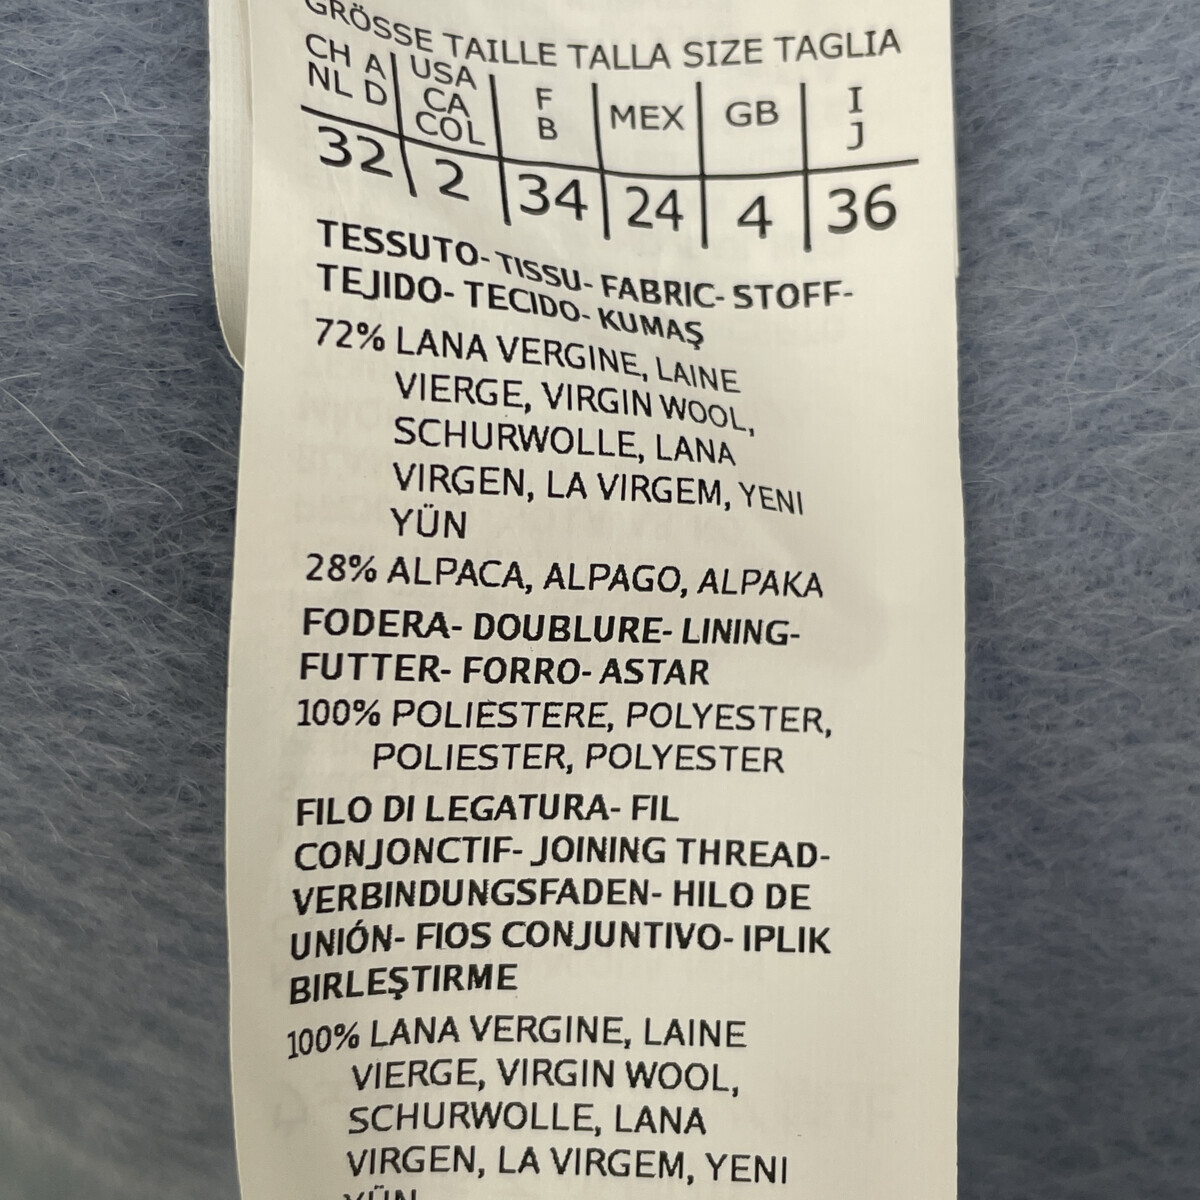 GRÖSSE TAILLE TALLA SIZE TAGLIA
CH A USA F MEX GB I
NL D CA B J
COL
32 2 34 24 4 36
TESSUTO- TISSU- FABRIC- STOFF-
TEJIDO- TECIDO- KUMAŞ
72% LANA VERGINE, LAINE
VIERGE, VIRGIN WOOL,
SCHURWOLLE, LANA
VIRGEN, LA VIRGEM, YENI
YÜN
28% ALPACA, ALPAGO, ALPAKA
FODERA- DOUBLURE- LINING-
FUTTER- FORRO- ASTAR
100% POLIESTERE, POLYESTER,
POLIESTER, POLYESTER
FILO DI LEGATURA- FIL
CONJONCTIF- JOINING THREAD-
VERBINDUNGSFADEN- HILO DE
UNIÓN- FIOS CONJUNTIVO- IPLIK
BIRLEŞTIRME
100% LANA VERGINE, LAINE
VIERGE, VIRGIN WOOL,
SCHURWOLLE, LANA
VIRGEN, LA VIRGEM, YENI
YÜN